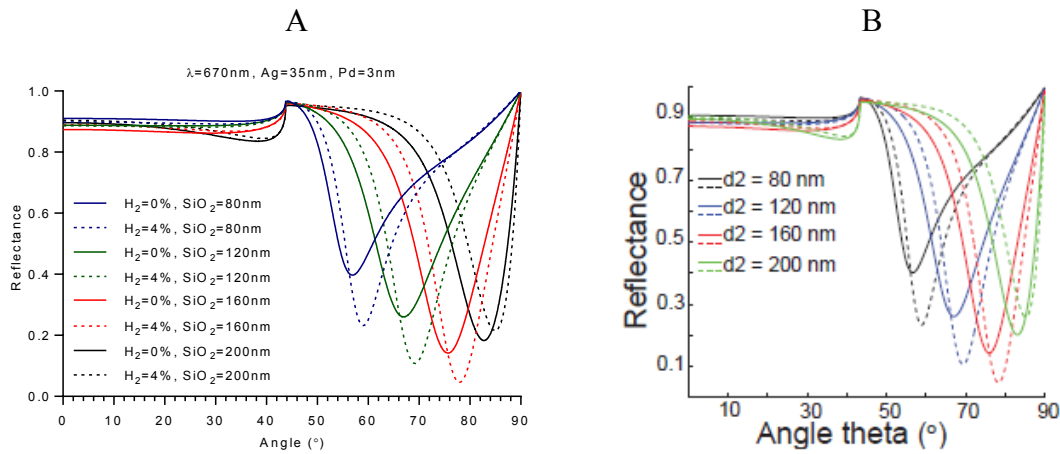 A
B
λ=670nm, Ag=35nm, Pd=3nm
1.0
0.8
0.6
0.4
0.2
0.0
Reflectance
H2=0%, SiO2=80nm
H2=4%, SiO2=80nm
H2=0%, SiO2=120nm
H2=4%, SiO2=120nm
H2=0%, SiO2=160nm
H2=4%, SiO2=160nm
H2=0%, SiO2=200nm
H2=4%, SiO2=200nm
0 10 20 30 40 50 60 70 80 90
Angle (°)
0.9
0.7
0.5
0.3
0.1
Reflectance
d2 = 80 nm
d2 = 120 nm
d2 = 160 nm
d2 = 200 nm
10 30 50 70 90
Angle theta (°)